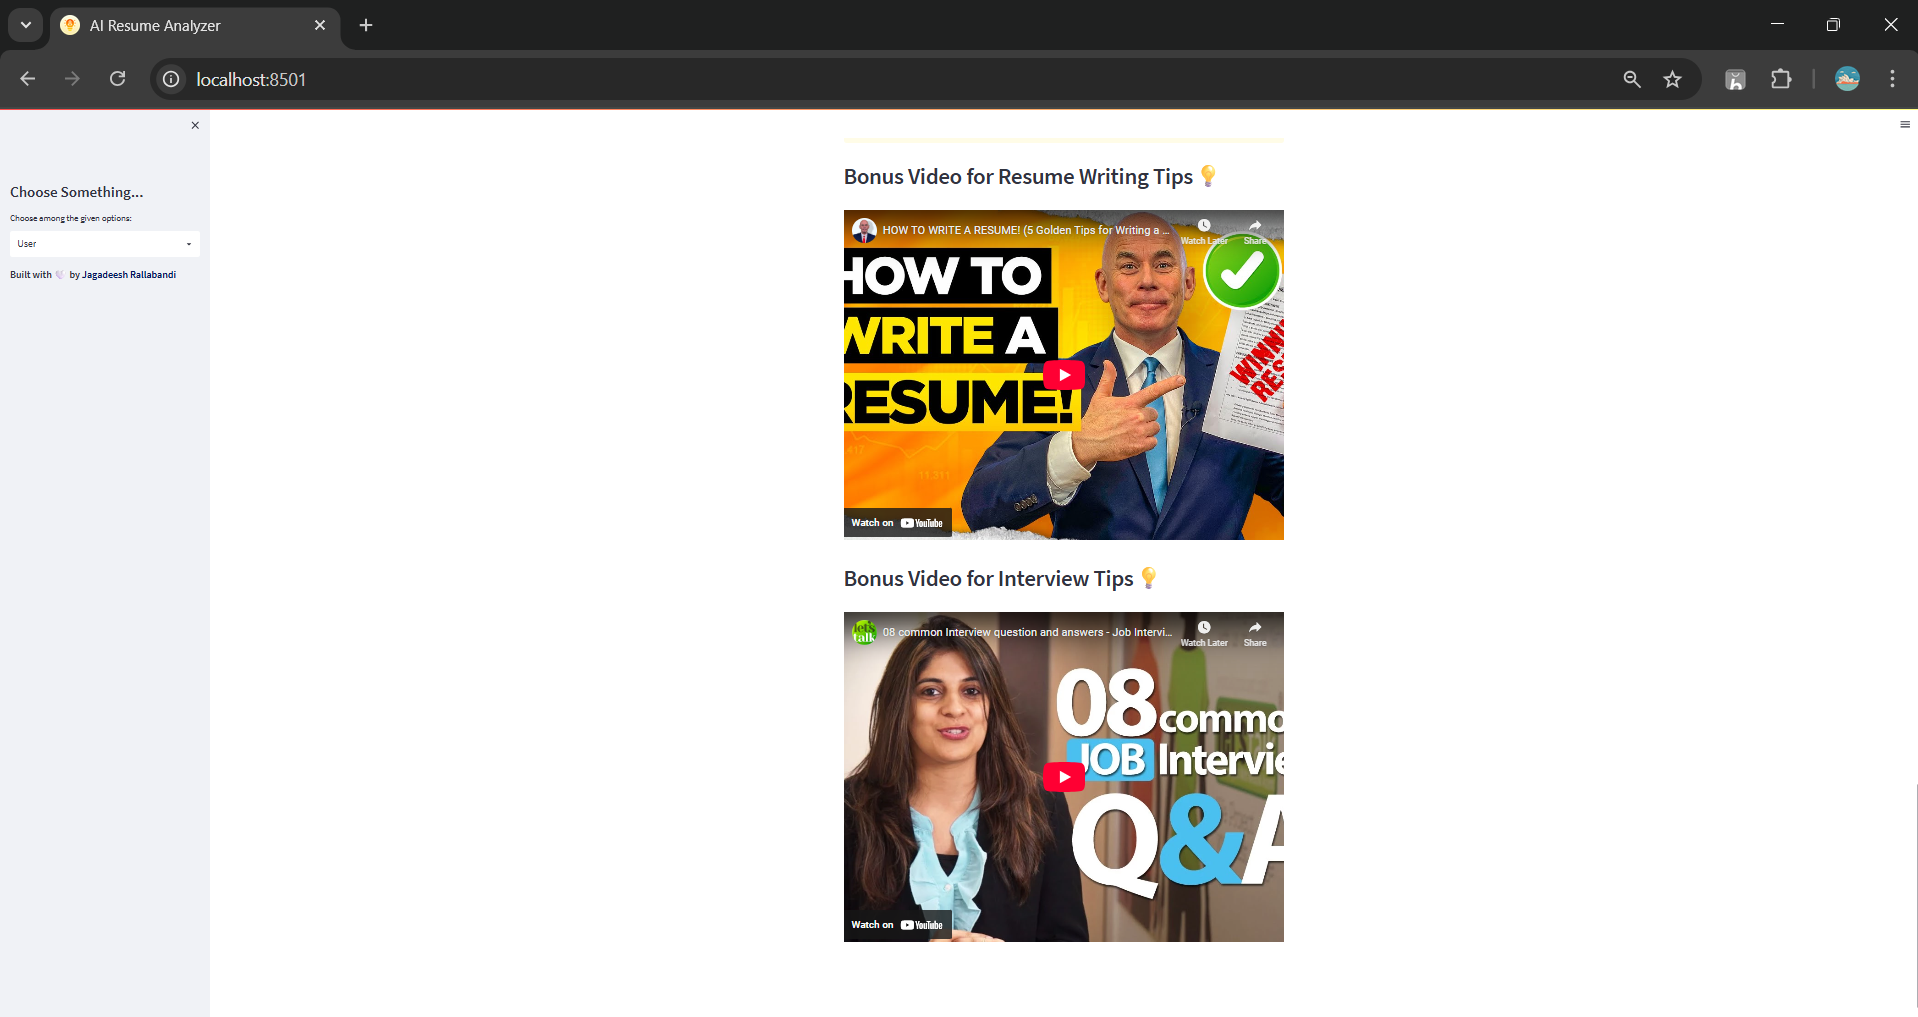 AI Resume Analyzer
localhost:8501
Choose Something...
Choose among the given options:
User
Built with by Jagadeesh Rallabandi
Bonus Video for Resume Writing Tips
HOW TO WRITE A RESUME! (5 Golden Tips for Writing a ...
Watch Later
Share
HOW TO
WRITE A
RESUME!
Watch on YouTube
Bonus Video for Interview Tips
let's
talk
08 common Interview question and answers - Job Intervi...
Watch Later
Share
08 commo
JOB Intervie
Q&A
Watch on YouTube